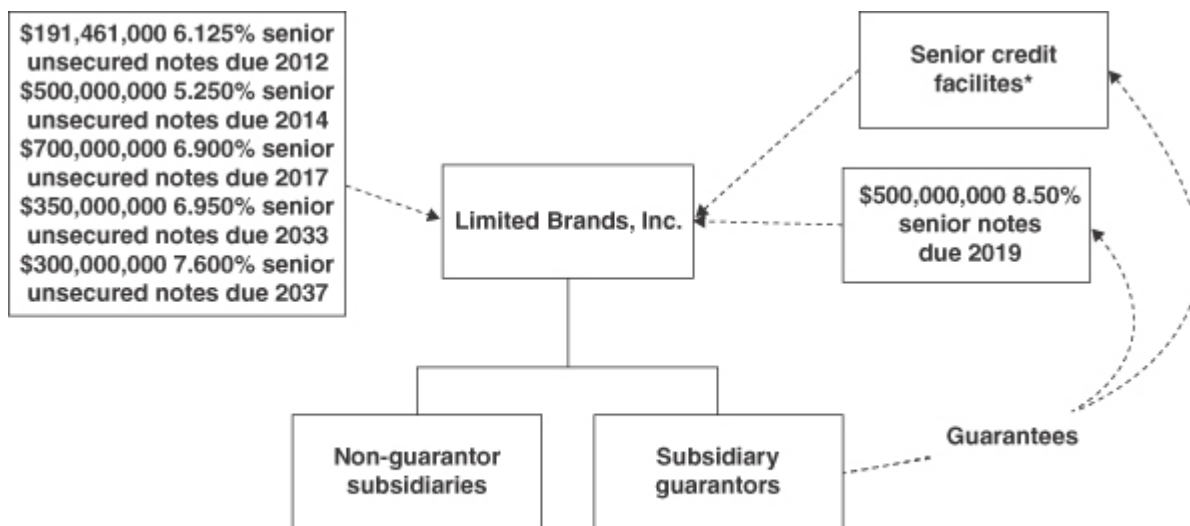 $191,461,000 6.125% senior
unsecured notes due 2012
$500,000,000 5.250% senior
unsecured notes due 2014
$700,000,000 6.900% senior
unsecured notes due 2017
$350,000,000 6.950% senior
unsecured notes due 2033
$300,000,000 7.600% senior
unsecured notes due 2037
Senior credit
facilites*
Limited Brands, Inc.
$500,000,000 8.50%
senior notes
due 2019
Non-guarantor
subsidiaries
Subsidiary
guarantors
Guarantees